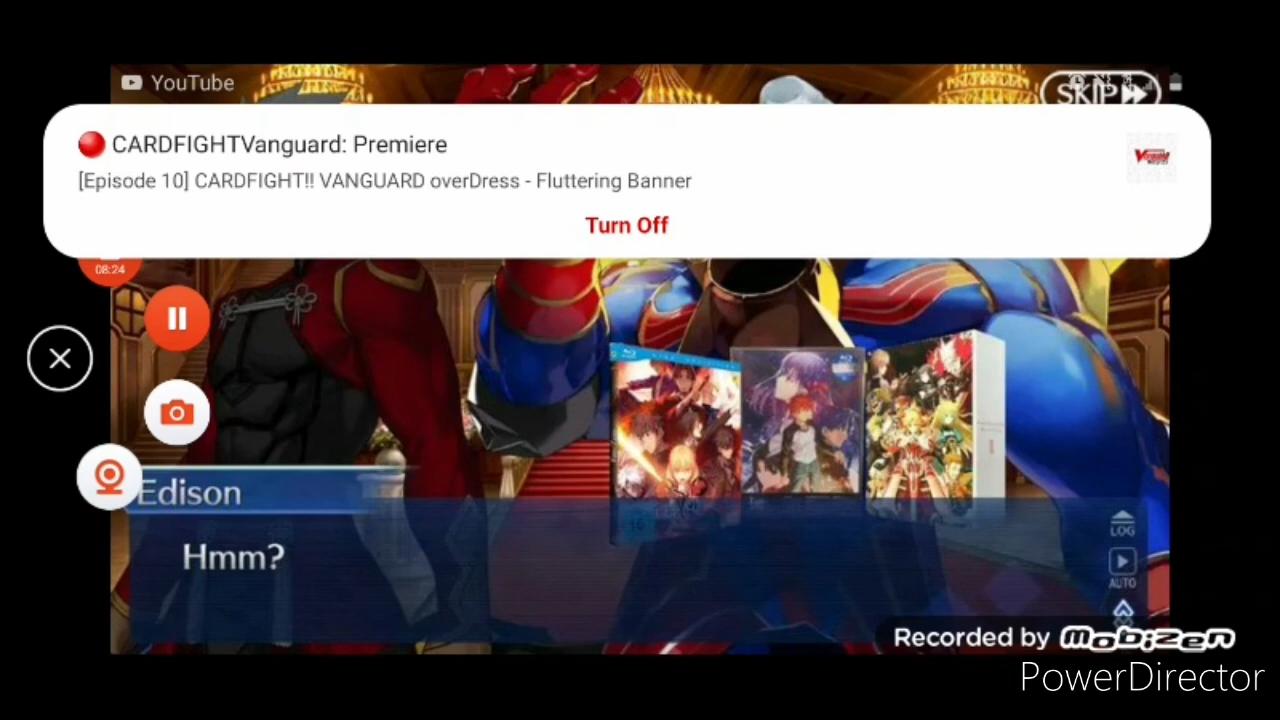 YouTube
SKIP
CARDFIGHTVanguard: Premiere
VANGUARD
[Episode 10] CARDFIGHT!! VANGUARD overDress - Fluttering Banner
Turn Off
08:24
Edison
Hmm?
LOG
AUTO
Recorded by mobizen
PowerDirector